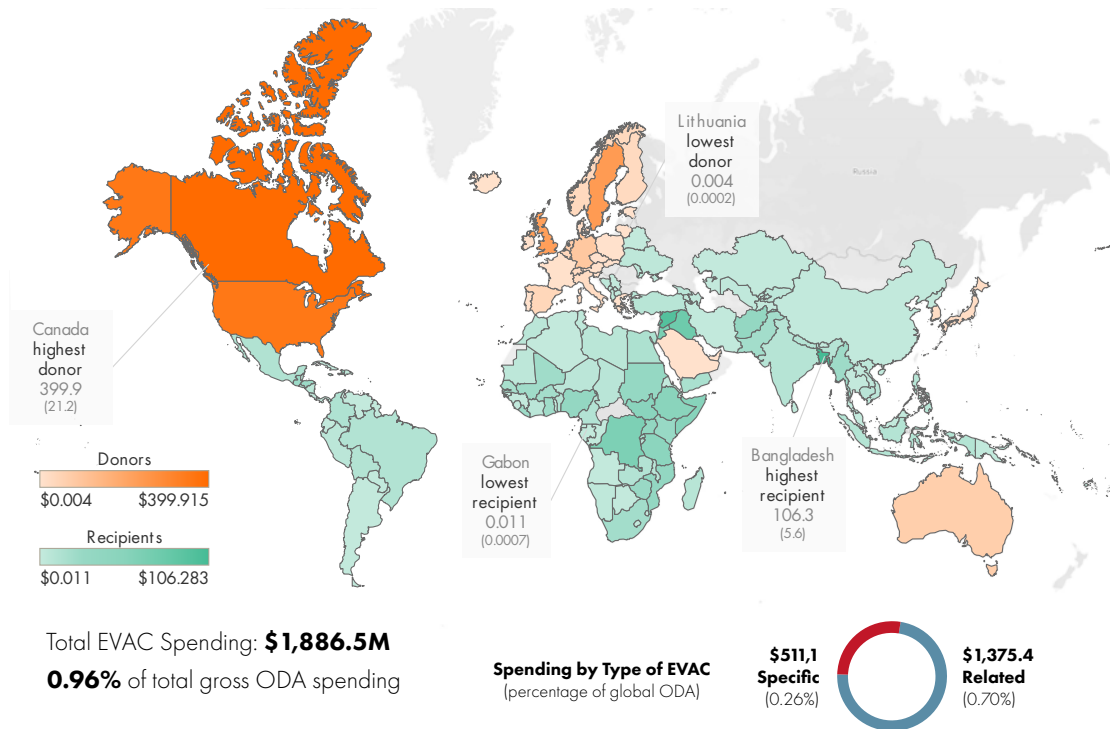 Lithuania
lowest
donor
0.004
(0.0002)
Russia
Canada
highest
donor
399.9
(21.2)
Gabon
lowest
recipient
0.011
(0.0007)
Bangladesh
highest
recipient
106.3
(5.6)
Donors
$0.004 $399.915
Recipients
$0.011 $106.283
Total EVAC Spending: $1,886.5M
0.96% of total gross ODA spending
Spending by Type of EVAC
(percentage of global ODA)
$511,1
Specific
(0.26%)
$1,375.4
Related
(0.70%)